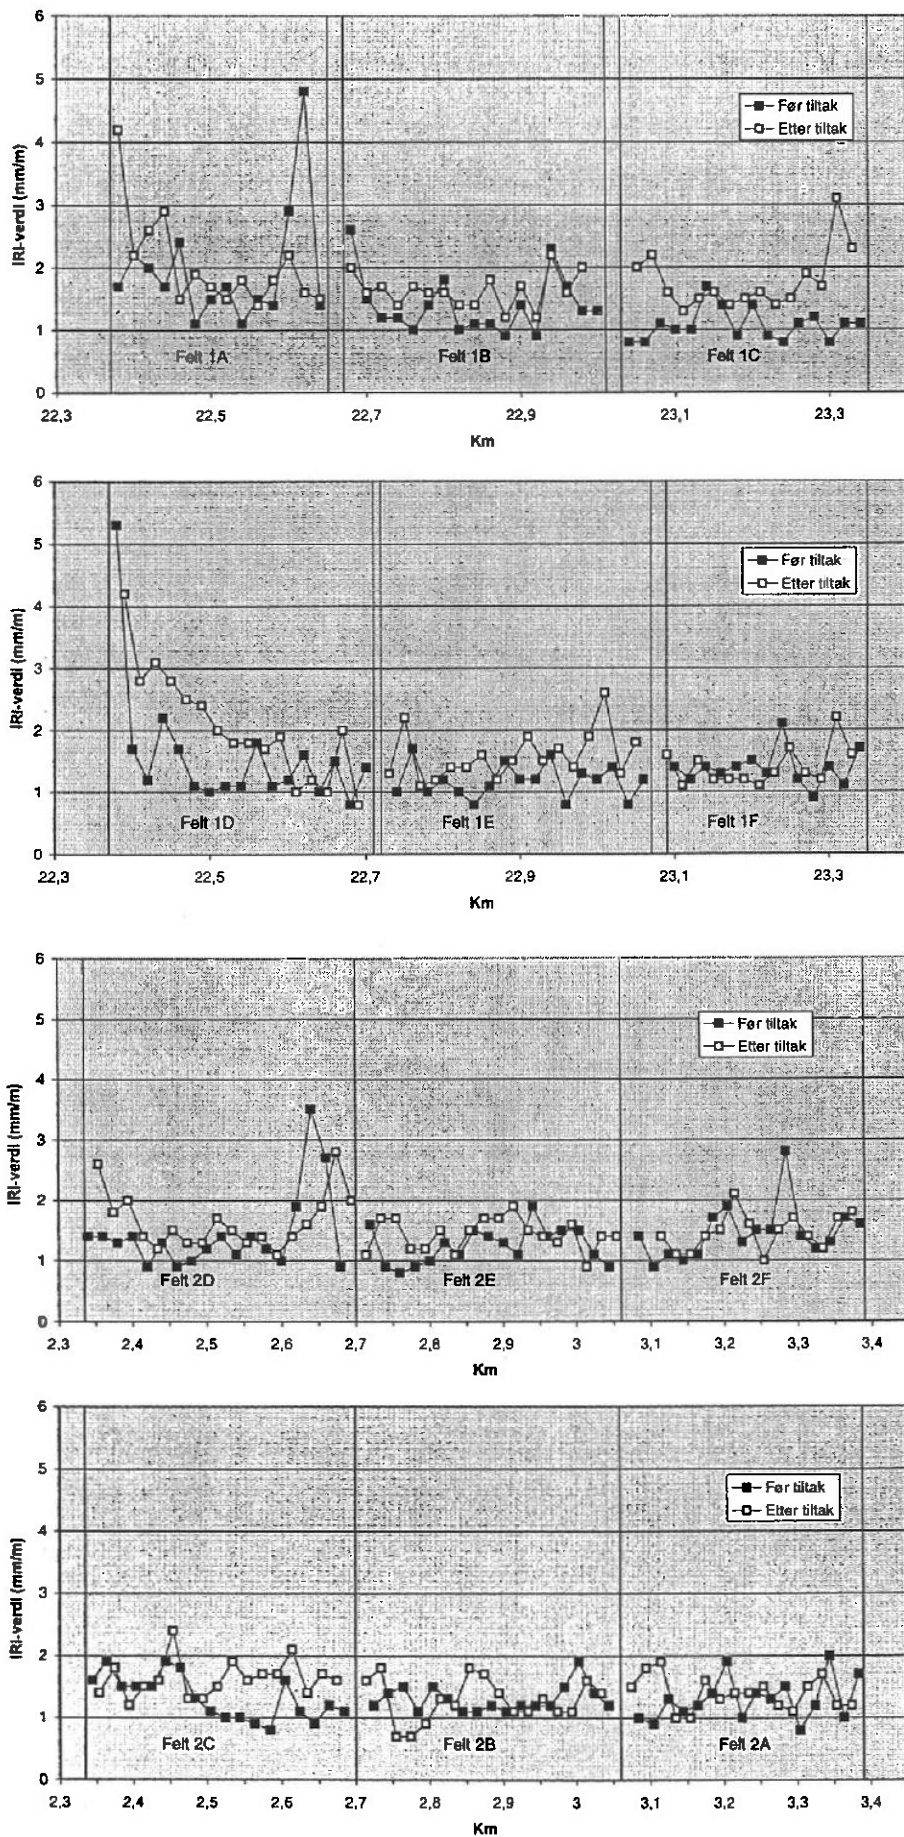 6
5
4
3
2
1
0
IRI-verdi (mm/m)
Før tiltak
Etter tiltak
Felt 1A
Felt 1B
Felt 1C
22,3
22,5
22,7
22,9
23,1
23,3
Km
6
5
4
3
2
1
0
IRI-verdi (mm/m)
Før tiltak
Etter tiltak
Felt 1D
Felt 1E
Felt 1F
22,3
22,5
22,7
22,9
23,1
23,3
Km
6
5
4
3
2
1
0
IRI-verdi (mm/m)
Før tiltak
Etter tiltak
Felt 2D
Felt 2E
Felt 2F
2,3
2,4
2,5
2,6
2,7
2,8
2,9
3
3,1
3,2
3,3
3,4
Km
6
5
4
3
2
1
0
IRI-verdi (mm/m)
Før tiltak
Etter tiltak
Felt 2C
Felt 2B
Felt 2A
2,3
2,4
2,5
2,6
2,7
2,8
2,9
3
3,1
3,2
3,3
3,4
Km